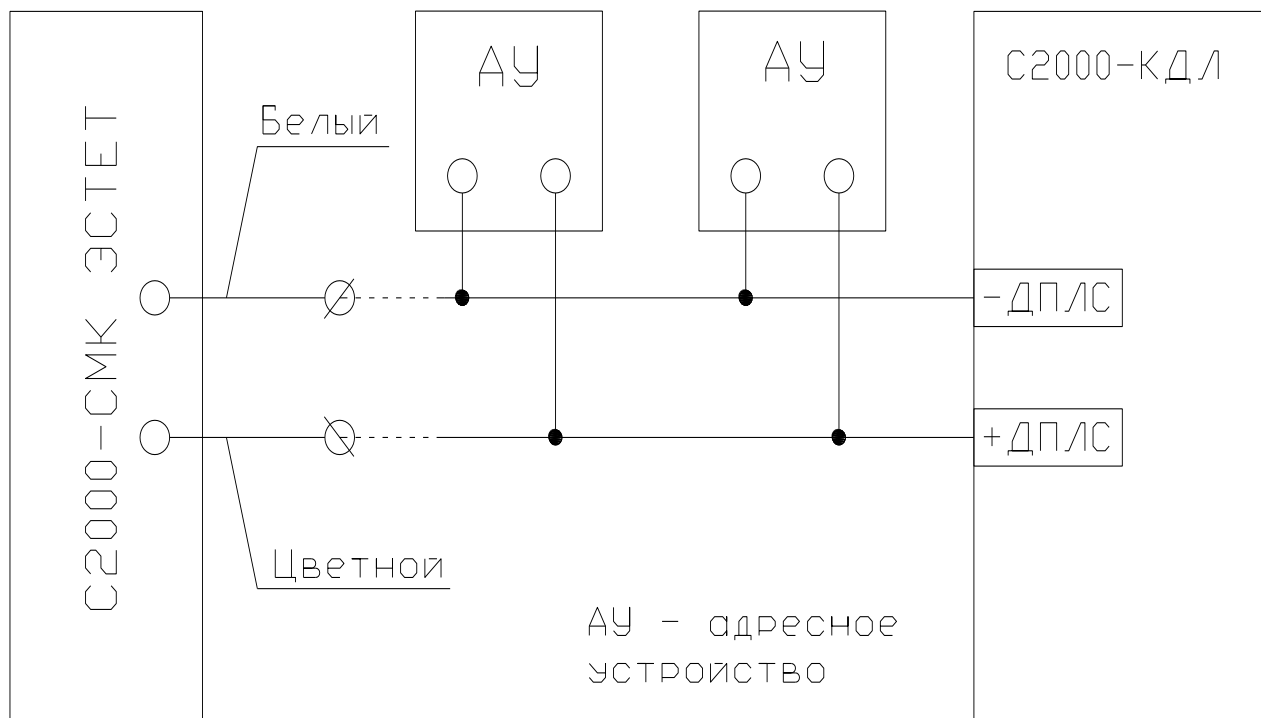 С2000-СМК ЭСТЕТ
Белый
АУ
АУ
С2000-КДЛ
-ДПЛС
+ДПЛС
Цветной
АУ - адресное
устройство